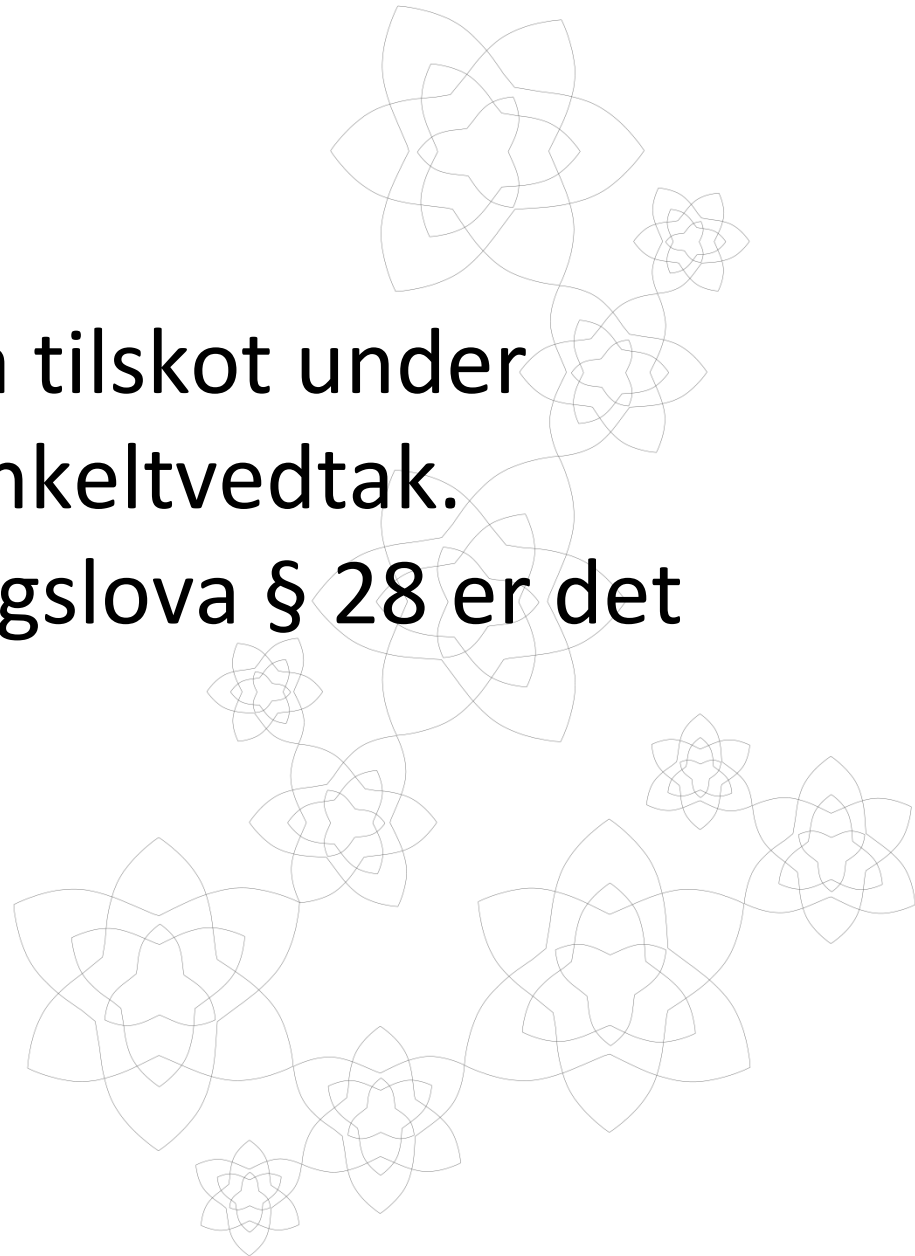 tilskot under
nkeltvedtak.
gslova § 28 er det